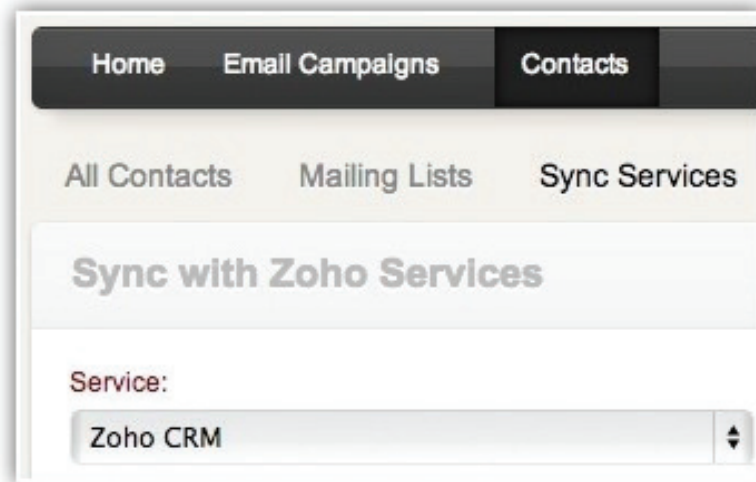 Home Email Campaigns Contacts
All Contacts Mailing Lists Sync Services
Sync with Zoho Services
Service:
Zoho CRM